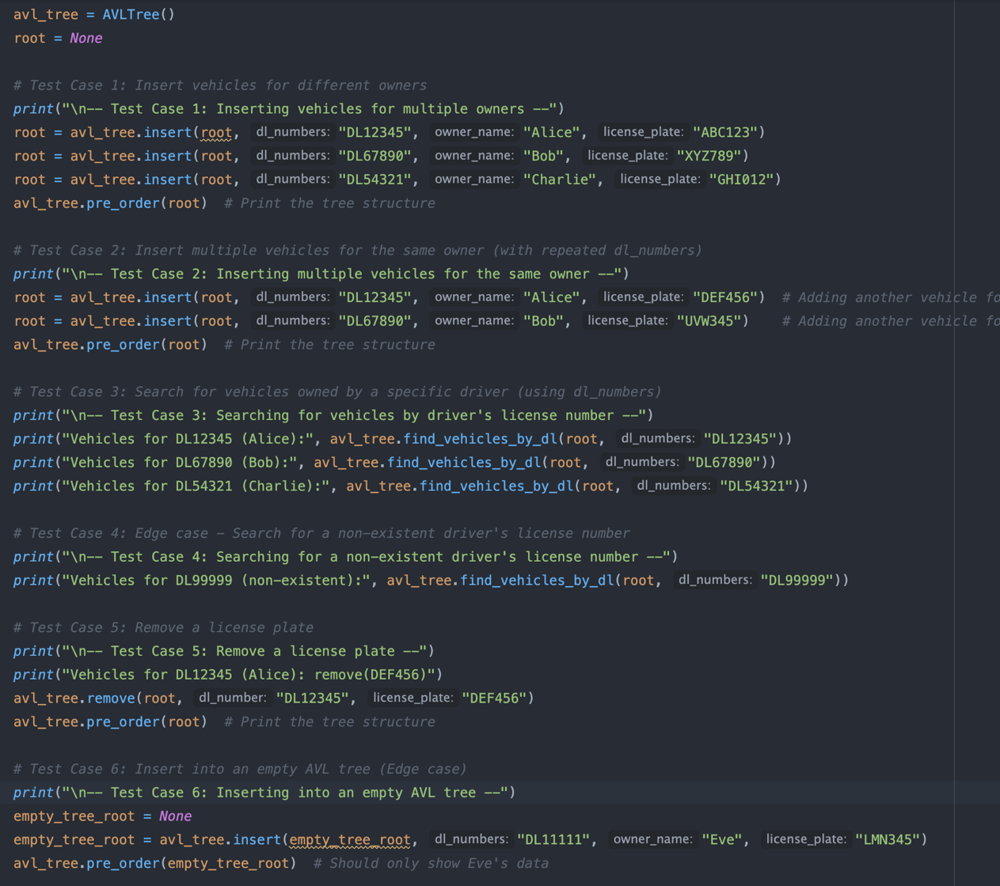 avl_tree = AVLTree()
root = None
# Test Case 1: Insert vehicles for different owners
print("\n-- Test Case 1: Inserting vehicles for multiple owners --")
root = avl_tree.insert(root, dl_numbers: "DL12345", owner_name: "Alice", license_plate: "ABC123")
root = avl_tree.insert(root, dl_numbers: "DL67890", owner_name: "Bob", license_plate: "XYZ789")
root = avl_tree.insert(root, dl_numbers: "DL54321", owner_name: "Charlie", license_plate: "GHI012")
avl_tree.pre_order(root)  # Print the tree structure
# Test Case 2: Insert multiple vehicles for the same owner (with repeated dl_numbers)
print("\n-- Test Case 2: Inserting multiple vehicles for the same owner --")
root = avl_tree.insert(root, dl_numbers: "DL12345", owner_name: "Alice", license_plate: "DEF456")  # Adding another vehicle fo
root = avl_tree.insert(root, dl_numbers: "DL67890", owner_name: "Bob", license_plate: "UVW345")    # Adding another vehicle fo
avl_tree.pre_order(root)  # Print the tree structure
# Test Case 3: Search for vehicles owned by a specific driver (using dl_numbers)
print("\n-- Test Case 3: Searching for vehicles by driver's license number --")
print("Vehicles for DL12345 (Alice):", avl_tree.find_vehicles_by_dl(root, dl_numbers: "DL12345"))
print("Vehicles for DL67890 (Bob):", avl_tree.find_vehicles_by_dl(root, dl_numbers: "DL67890"))
print("Vehicles for DL54321 (Charlie):", avl_tree.find_vehicles_by_dl(root, dl_numbers: "DL54321"))
# Test Case 4: Edge case - Search for a non-existent driver's license number
print("\n-- Test Case 4: Searching for a non-existent driver's license number --")
print("Vehicles for DL99999 (non-existent):", avl_tree.find_vehicles_by_dl(root, dl_numbers: "DL99999"))
# Test Case 5: Remove a license plate
print("\n-- Test Case 5: Remove a license plate --")
print("Vehicles for DL12345 (Alice): remove(DEF456)")
avl_tree.remove(root, dl_number: "DL12345", license_plate: "DEF456")
avl_tree.pre_order(root)  # Print the tree structure
# Test Case 6: Insert into an empty AVL tree (Edge case)
print("\n-- Test Case 6: Inserting into an empty AVL tree --")
empty_tree_root = None
empty_tree_root = avl_tree.insert(empty_tree_root, dl_numbers: "DL11111", owner_name: "Eve", license_plate: "LMN345")
avl_tree.pre_order(empty_tree_root)  # Should only show Eve's data